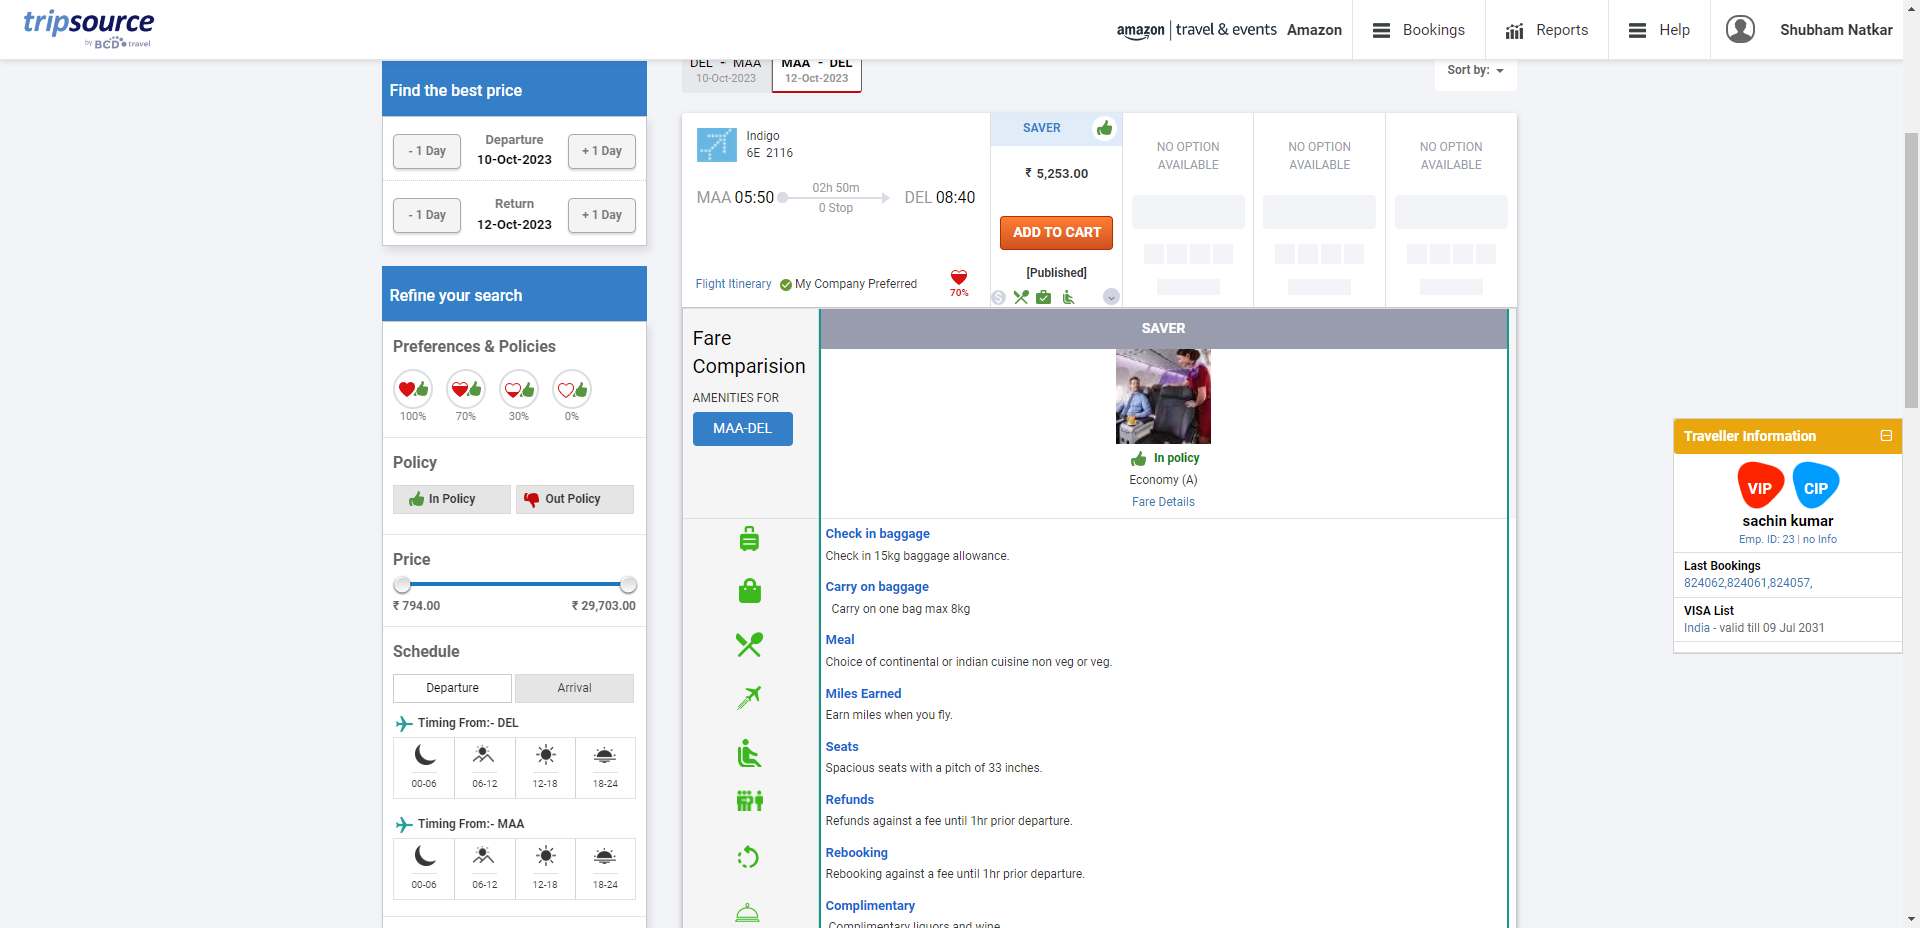 tripsource
by BCD travel
amazon | travel & events Amazon
Bookings
Reports
Help
Shubham Natkar
Find the best price
- 1 Day
Departure
10-Oct-2023
+ 1 Day
- 1 Day
Return
12-Oct-2023
+ 1 Day
Refine your search
Preferences & Policies
100% 70% 30% 0%
Policy
In Policy
Out Policy
Price
₹ 794.00 ₹ 29,703.00
Schedule
Departure Arrival
Timing From:- DEL
00-06 06-12 12-18 18-24
Timing From:- MAA
00-06 06-12 12-18 18-24
DEL - MAA
10-Oct-2023
MAA - DEL
12-Oct-2023
Sort by:
Indigo
6E 2116
MAA 05:50
02h 50m
0 Stop
DEL 08:40
Flight Itinerary
My Company Preferred
70%
SAVER
₹ 5,253.00
ADD TO CART
[Published]
NO OPTION
AVAILABLE
NO OPTION
AVAILABLE
NO OPTION
AVAILABLE
Fare
Comparision
AMENITIES FOR
MAA-DEL
SAVER
In policy
Economy (A)
Fare Details
Check in baggage
Check in 15kg baggage allowance.
Carry on baggage
Carry on one bag max 8kg
Meal
Choice of continental or indian cuisine non veg or veg.
Miles Earned
Earn miles when you fly.
Seats
Spacious seats with a pitch of 33 inches.
Refunds
Refunds against a fee until 1hr prior departure.
Rebooking
Rebooking against a fee until 1hr prior departure.
Complimentary
Complimentary liquors and wine
Traveller Information
VIP CIP
sachin kumar
Emp. ID: 23 | no Info
Last Bookings
824062,824061,824057,
VISA List
India - valid till 09 Jul 2031